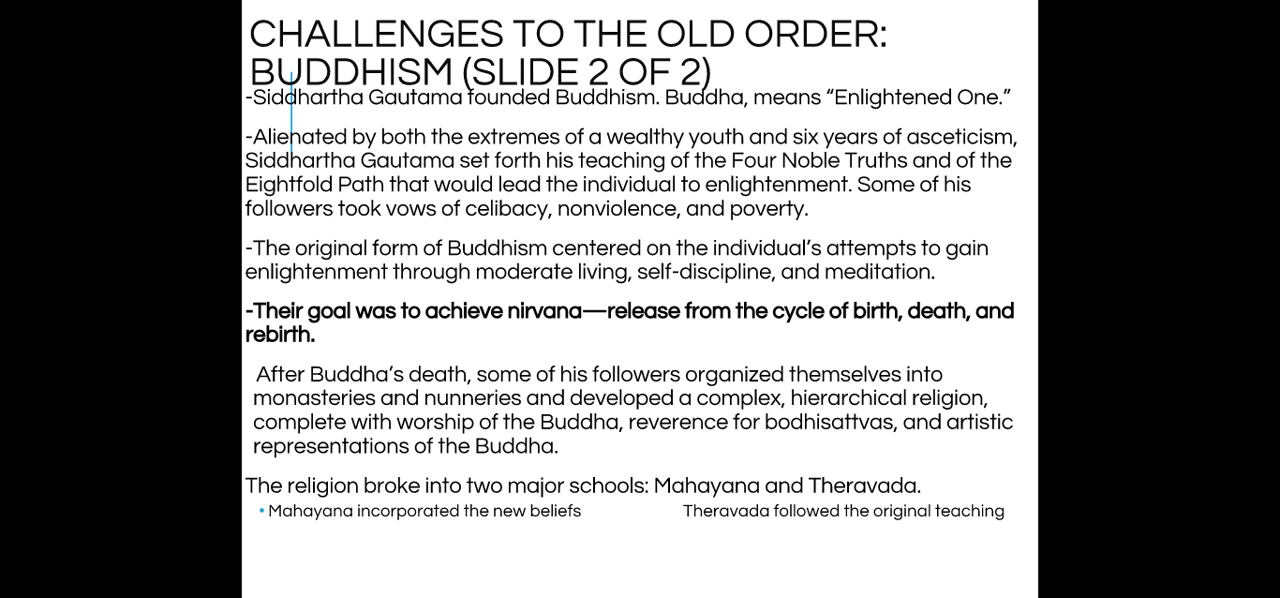 CHALLENGES TO THE OLD ORDER:
BUDDHISM (SLIDE 2 OF 2)
-Siddhartha Gautama founded Buddhism. Buddha, means “Enlightened One.”
-Alienated by both the extremes of a wealthy youth and six years of asceticism,
Siddhartha Gautama set forth his teaching of the Four Noble Truths and of the
Eightfold Path that would lead the individual to enlightenment. Some of his
followers took vows of celibacy, nonviolence, and poverty.
-The original form of Buddhism centered on the individual’s attempts to gain
enlightenment through moderate living, self-discipline, and meditation.
-Their goal was to achieve nirvana—release from the cycle of birth, death, and
rebirth.
After Buddha’s death, some of his followers organized themselves into
monasteries and nunneries and developed a complex, hierarchical religion,
complete with worship of the Buddha, reverence for bodhisattvas, and artistic
representations of the Buddha.
The religion broke into two major schools: Mahayana and Theravada.
• Mahayana incorporated the new beliefs Theravada followed the original teaching